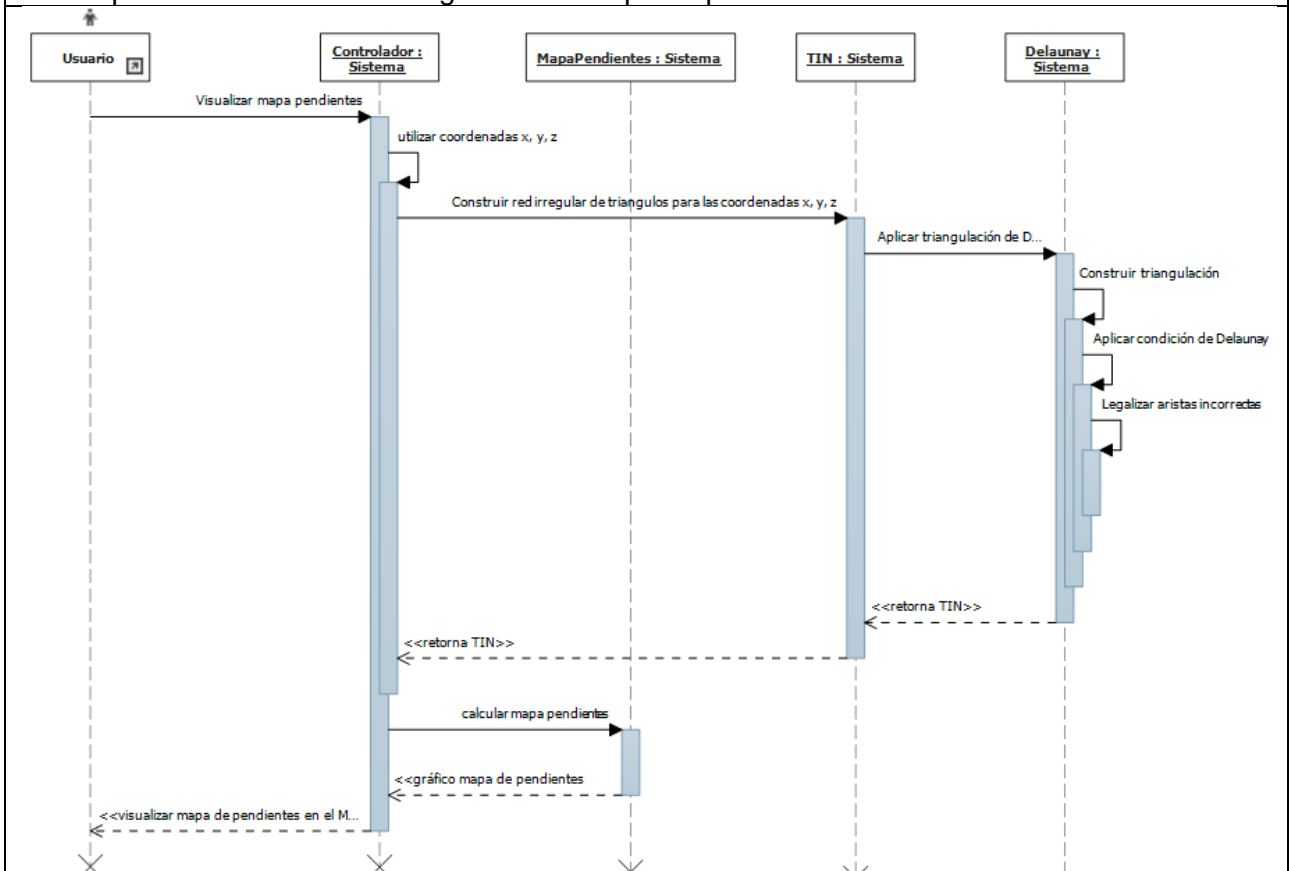 Usuario
Controlador :
Sistema
MapaPendientes : Sistema
TIN : Sistema
Delaunay :
Sistema
Visualizar mapa pendientes
utilizar coordenadas x, y, z
Construir red irregular de triangulos para las coordenadas x, y, z
Aplicar triangulación de D...
Construir triangulación
Aplicar condición de Delaunay
Legalizar aristas incorrectas
<<retorna TIN>>
<<retorna TIN>>
calcular mapa pendientes
<<gráfico mapa de pendientes
<<visualizar mapa de pendientes en el M...